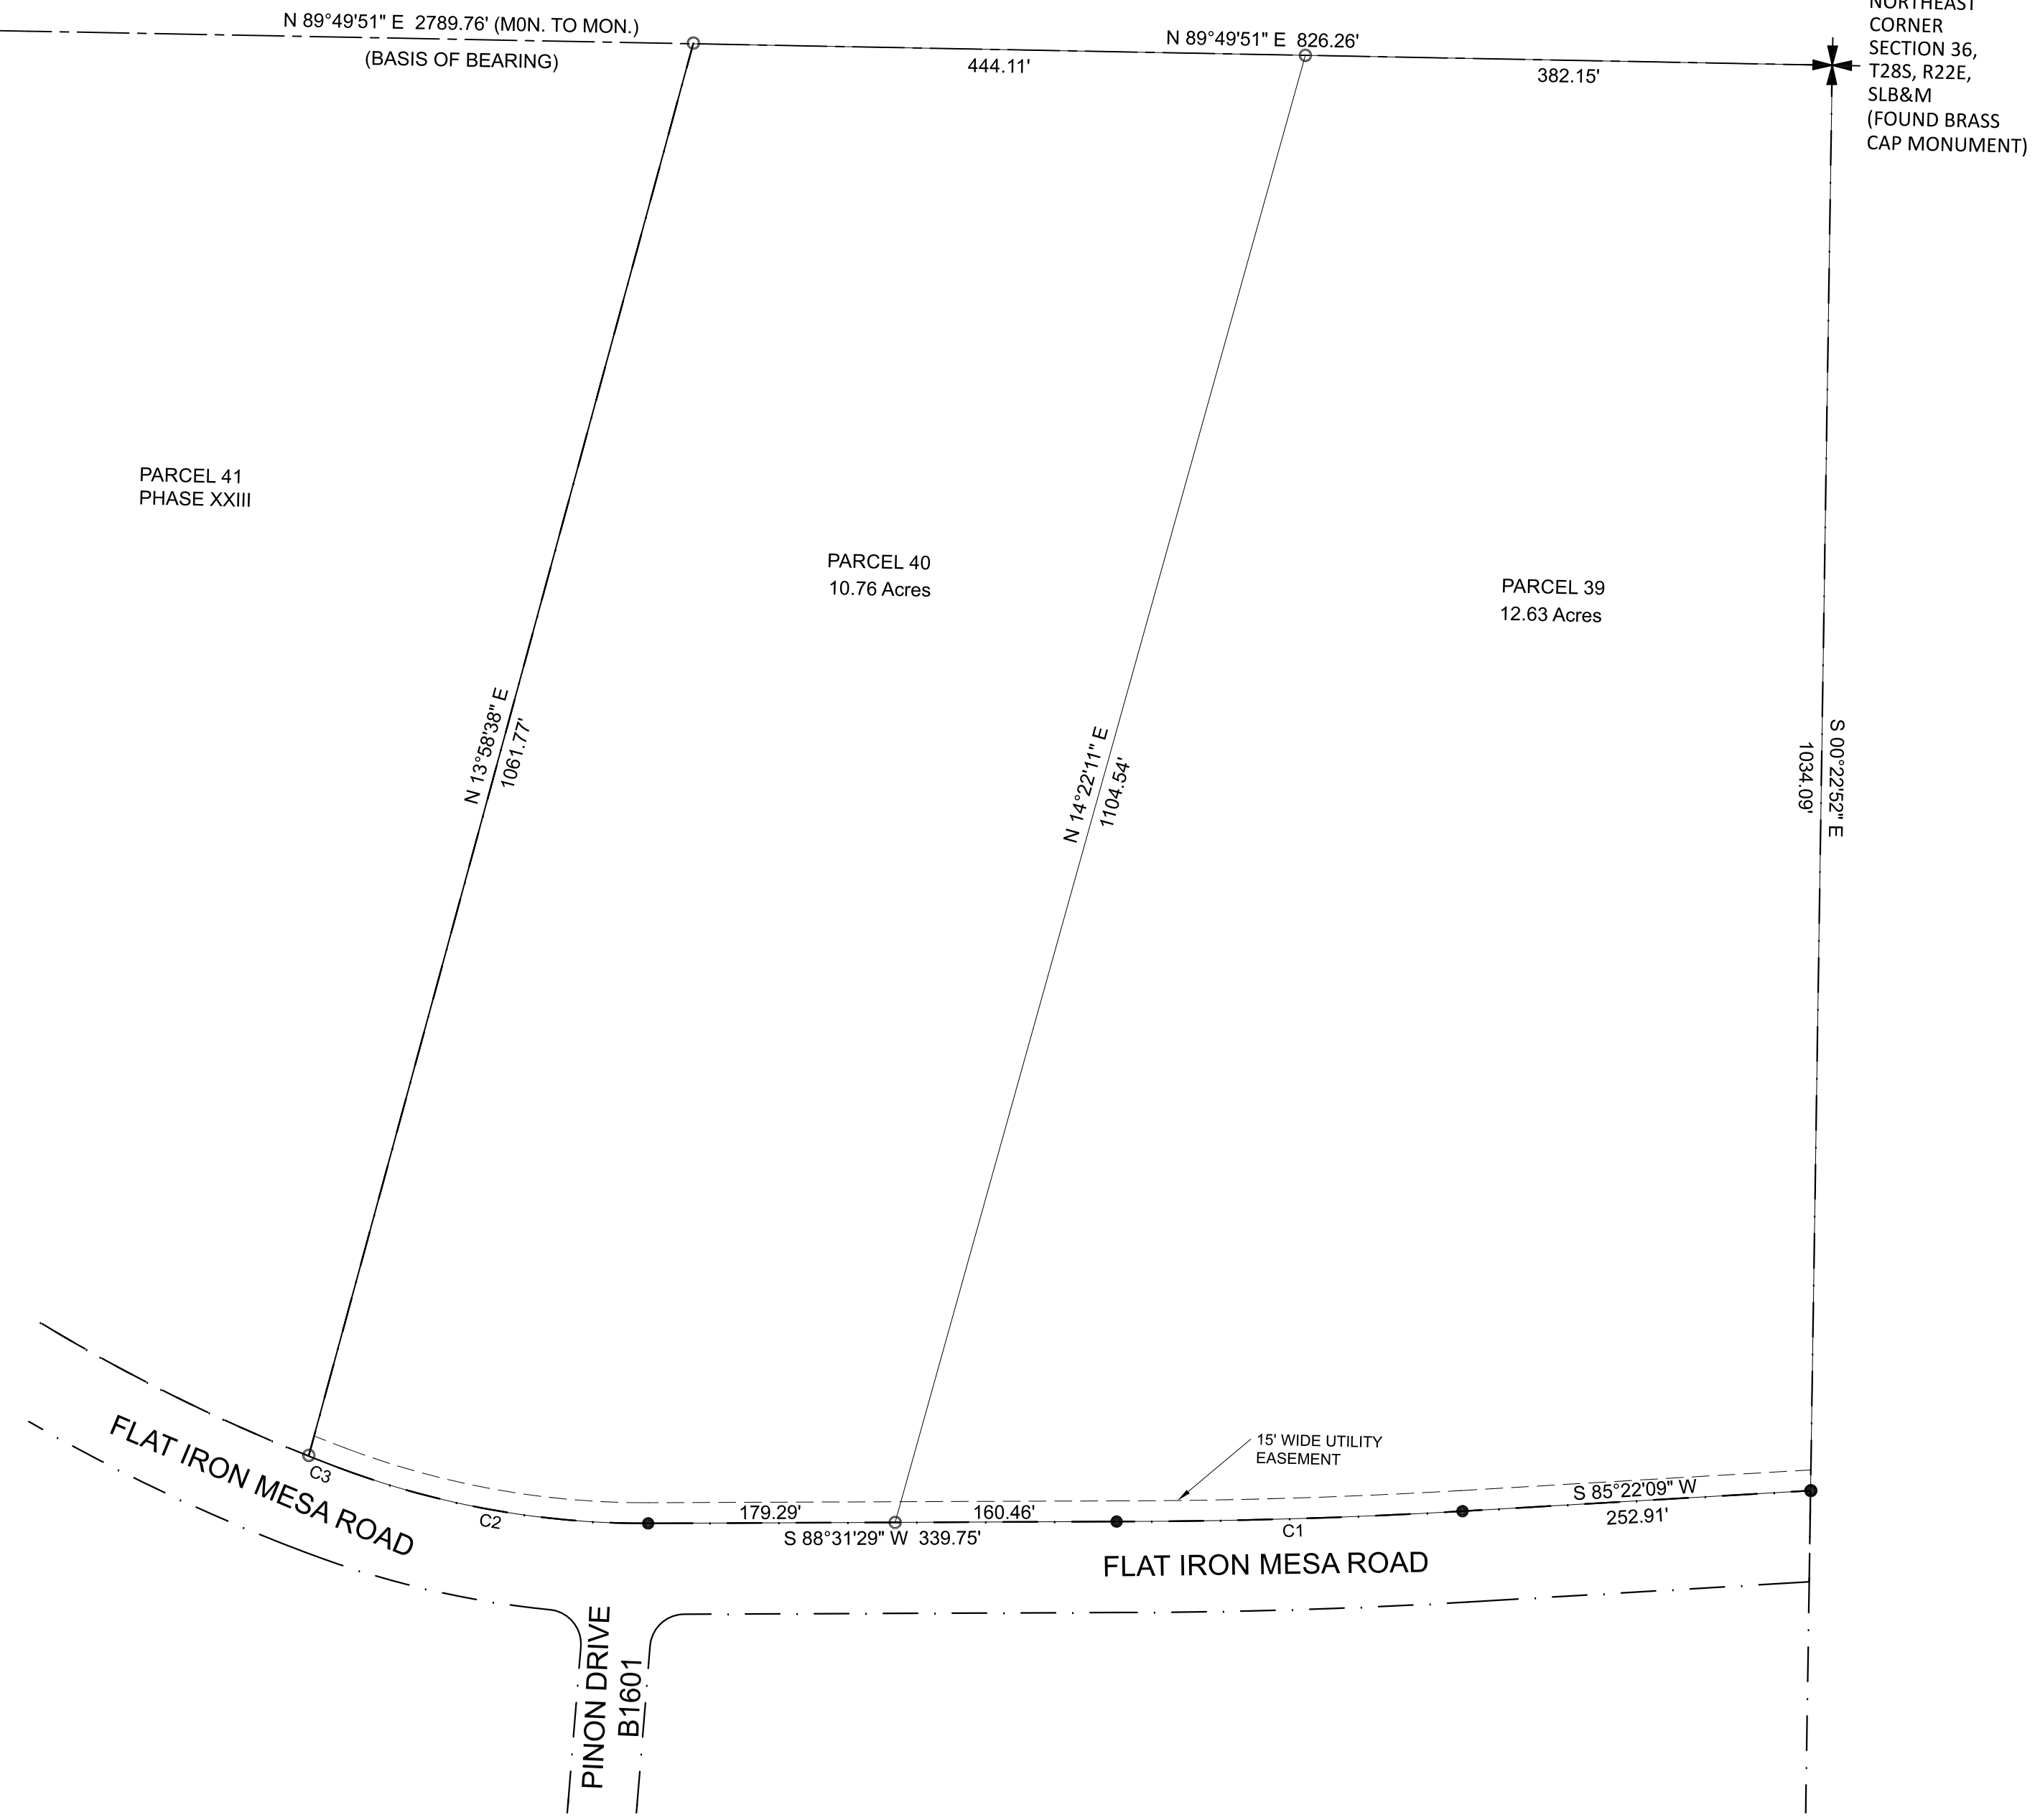 N 89°49'51" E 2789.76' (M0N. TO MON.)
(BASIS OF BEARING)
N 89°49'51" E 826.26'
444.11'
382.15'
NORTHEAST
CORNER
SECTION 36,
T28S, R22E,
SLB&M
(FOUND BRASS
CAP MONUMENT)
PARCEL 41
PHASE XXIII
PARCEL 40
10.76 Acres
PARCEL 39
12.63 Acres
N 13°58'38" E
1061.77'
N 14°22'11" E
1104.54'
S 00°22'52" E
1034.09'
15' WIDE UTILITY
EASEMENT
C3
C2
179.29'
160.46'
S 88°31'29" W 339.75'
C1
S 85°22'09" W
252.91'
FLAT IRON MESA ROAD
FLAT IRON MESA ROAD
PINON DRIVE
B1601